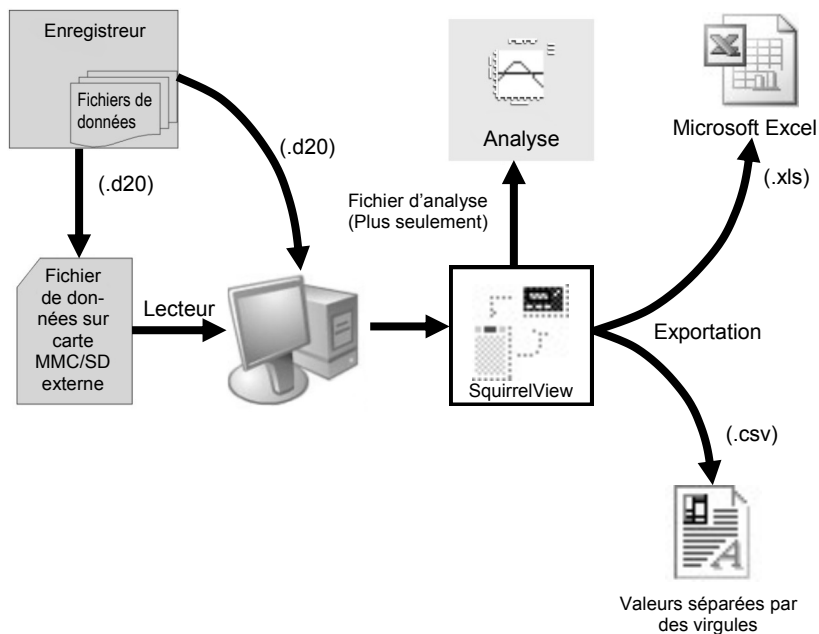 Enregistreur
Fichiers de
données
(.d20)
(.d20)
Fichier
de don-
nées sur
carte
MMC/SD
externe
Lecteur
Analyse
Fichier d'analyse
(Plus seulement)
SquirrelView
Microsoft Excel
(.xls)
Exportation
(.csv)
Valeurs séparées par
des virgules